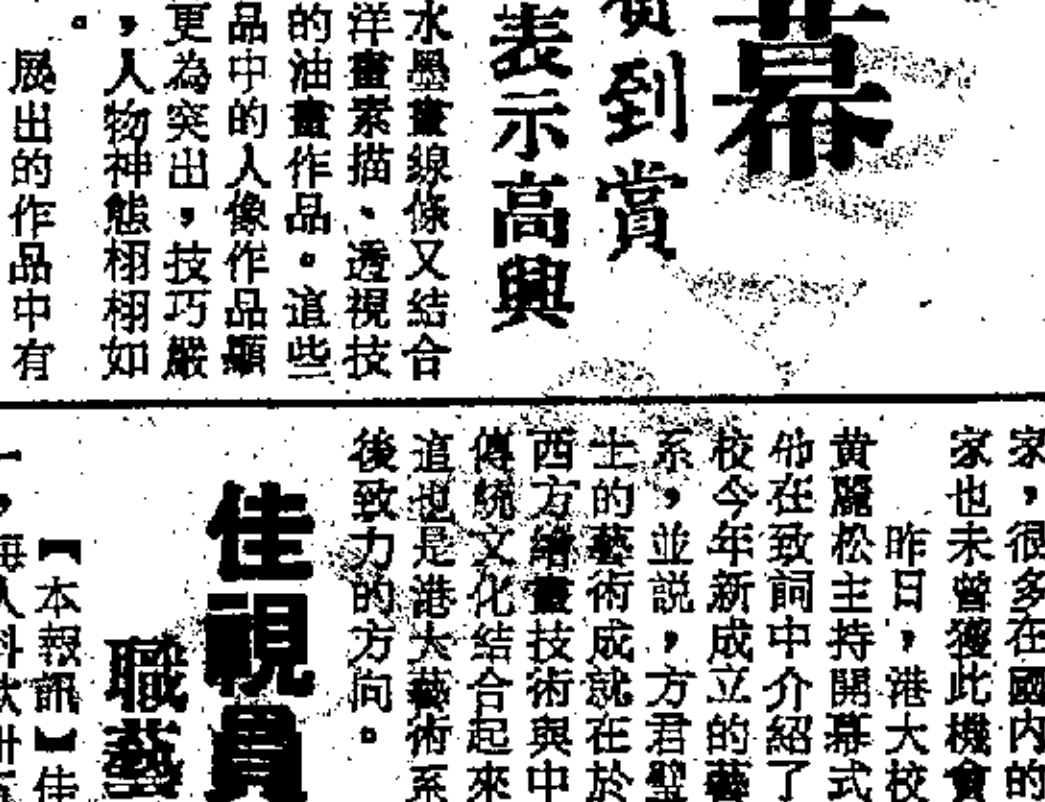 幕
到賞
表示高興
水墨畫線條又結合
洋畫素描、透視技
的油畫作品。這些
品中的人像作品顯
更為突出，技巧嚴
，人物神態栩栩如
。
展出的作品中有
家，很多在國內的
家也未曾獲此機會
昨日，港大校
黄麗松主持開幕式
他在致詞中介紹了
校今年新成立的藝
系，並説，方君璧
士的藝術成就在於
西方繪畫技術與中
傳統文化結合起來
這也是港大藝術系
後致力的方向。
佳視
職藝
【本報訊】佳